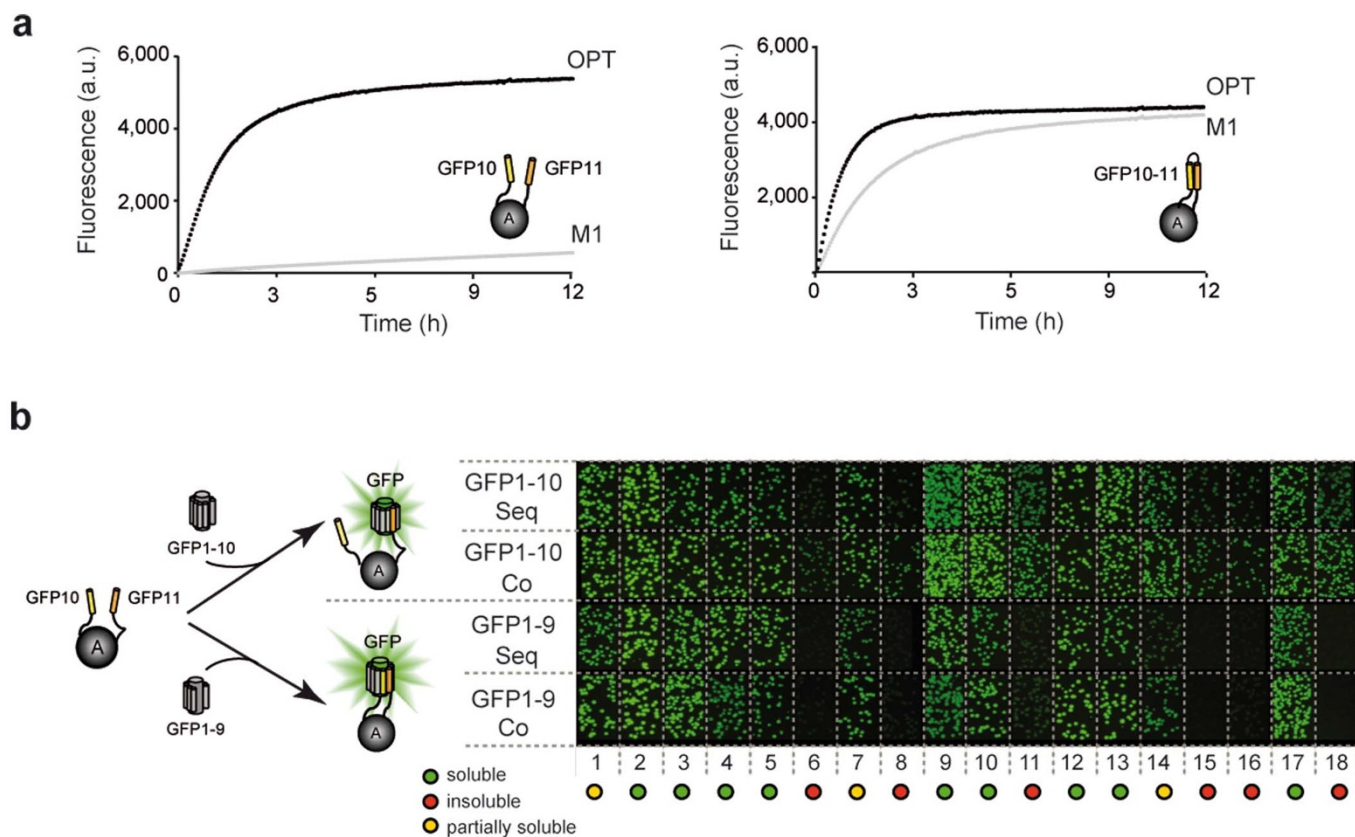 a
6,000
4,000
2,000
0
Fluorescence (a.u.)
OPT
GFP10 GFP11
A
M1
0 3 5 9 12
Time (h)
6,000
4,000
2,000
Fluorescence (a.u.)
OPT
M1
GFP10-11
A
0 3 5 9 12
Time (h)
b
GFP10 GFP11
A
GFP1-10
GFP1-9
GFP
A
GFP
A
GFP1-10
Seq
GFP1-10
Co
GFP1-9
Seq
GFP1-9
Co
1 2 3 4 5 6 7 8 9 10 11 12 13 14 15 16 17 18
soluble
insoluble
partially soluble